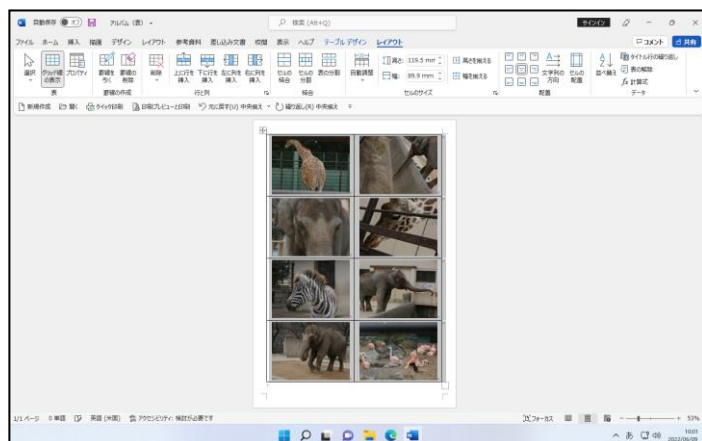 自動保存 オフ アルバム（表） 検索 (Alt+Q) サインイン
ファイル ホーム 挿入 描画 デザイン レイアウト 参考資料 差し込み文書 校閲 表示 ヘルプ テーブル デザイン レイアウト コメント 共有
選択 グリッド線の表示 プロパティ 罫線を引く 罫線の削除 削除 上に行を挿入 下に行を挿入 左に列を挿入 右に列を挿入 セルの結合 セルの分割 表の分割 自動調整 高さ: 119.5 mm 幅: 89.9 mm 高さを揃える 幅を揃える 文字列の方向 セルの配置 並べ替え タイトル行の繰り返し 表の解除 fx 計算式
表 罫線の作成 行と列 結合 セルのサイズ 配置 データ
新規作成 開く クイック印刷 印刷プレビューと印刷 元に戻す(U) 中央揃え 繰り返し(R) 中央揃え
1/1 ページ 0 単語 英語 (米国) アクセシビリティ: 検討が必要です フォーカス 53%
あ 10:01
2022/06/09